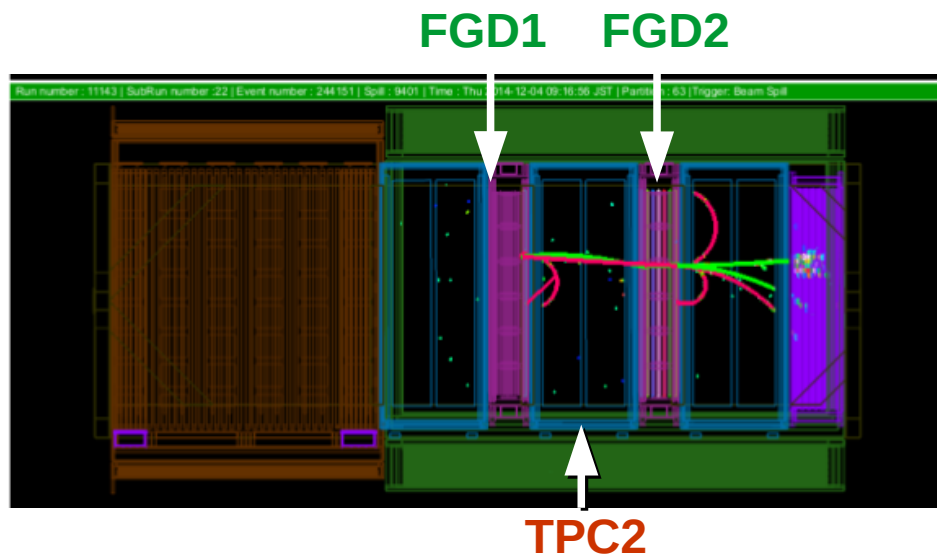 FGD1 FGD2
Run number : 11143 | SubRun number :22 | Event number : 244151 | Spill : 9401 | Time : Thu 2014-12-04 09:16:56 JST | Partition : 63 |Trigger: Beam Spill
TPC2